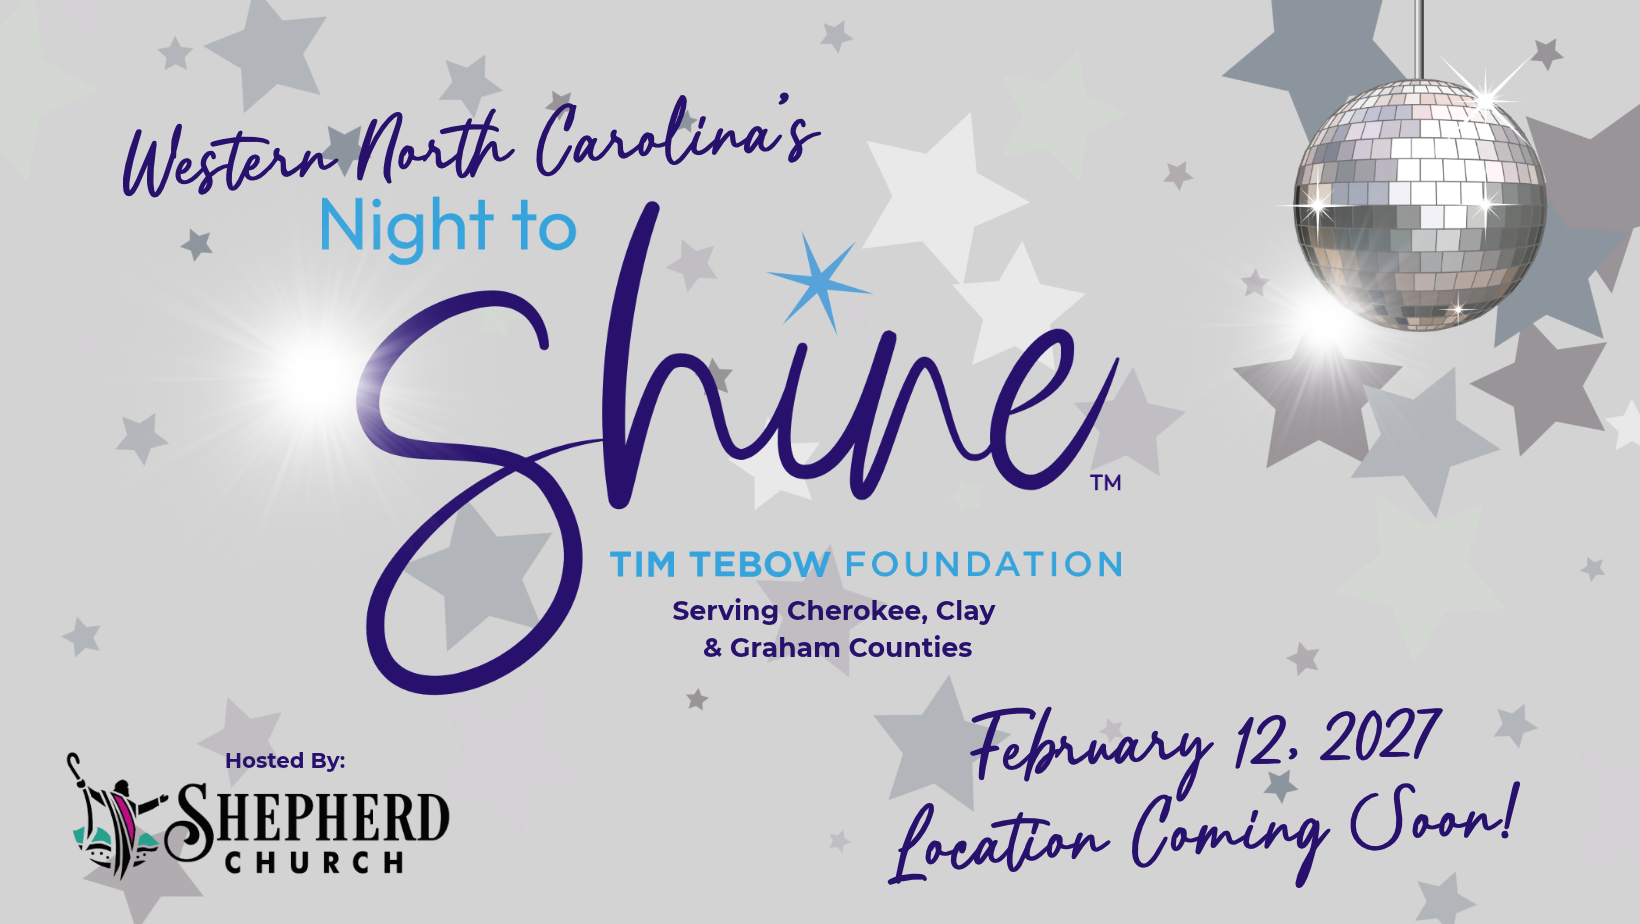 Western North Carolina's
Night to
Shine
TM
TIM TEBOW FOUNDATION
Serving Cherokee, Clay
& Graham Counties
Hosted By:
SHEPHERD
CHURCH
February 12, 2027
Location Coming Soon!